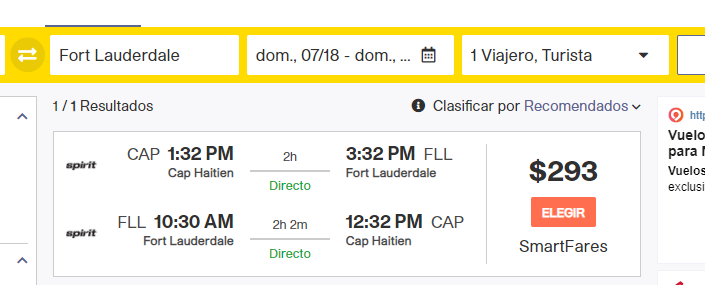 Fort Lauderdale
dom., 07/18 - dom., ...
1 Viajero, Turista
1 / 1 Resultados
Clasificar por Recomendados
spirit
CAP 1:32 PM
Cap Haitien
2h
Directo
3:32 PM FLL
Fort Lauderdale
spirit
FLL 10:30 AM
Fort Lauderdale
2h 2m
Directo
12:32 PM CAP
Cap Haitien
$293
ELEGIR
SmartFares
http
Vuelo
para M
Vuelos
exclusi